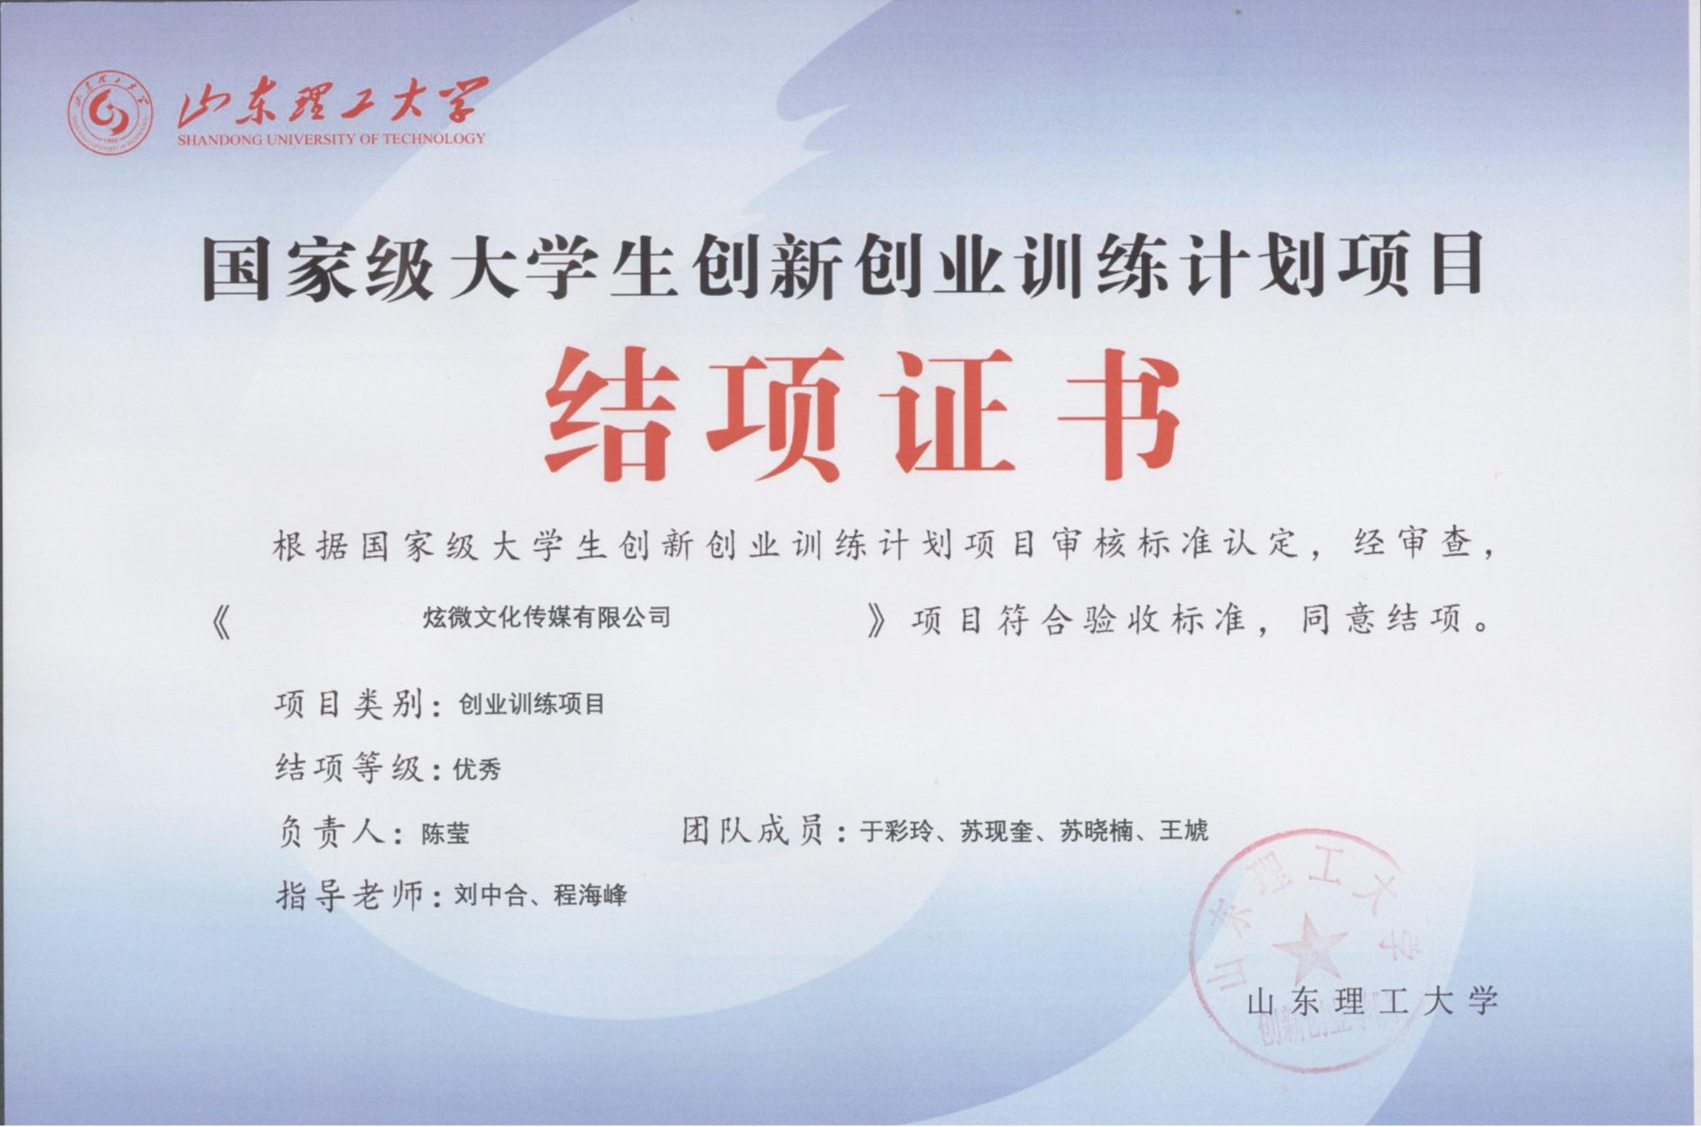 山东理工大学
SHANDONG UNIVERSITY OF TECHNOLOGY
国家级大学生创新创业训练计划项目
结项证书
根据国家级大学生创新创业训练计划项目审核标准认定，经审查，
《炫微文化传媒有限公司》项目符合验收标准，同意结项。
项目类别：创业训练项目
结项等级：优秀
负责人：陈莹 团队成员：于彩玲、苏现奎、苏晓楠、王虓
指导老师：刘中合、程海峰
山东理工大学
山东理工大学